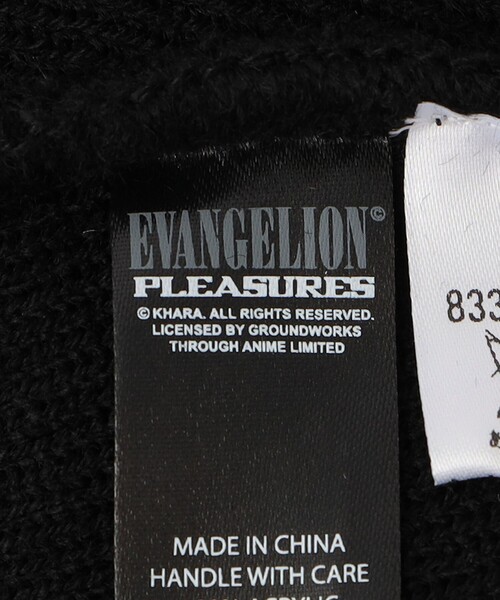 EVANGELION©
PLEASURES
© KHARA. ALL RIGHTS RESERVED.
LICENSED BY GROUNDWORKS
THROUGH ANIME LIMITED
MADE IN CHINA
HANDLE WITH CARE
ACRYLIC
833